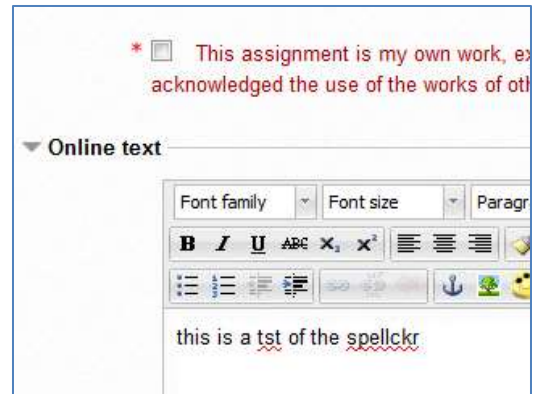 * This assignment is my own work, ex
acknowledged the use of the works of oth
Online text
Font family Font size Paragr
B I U ABC x₂ x²
this is a tst of the spellckr